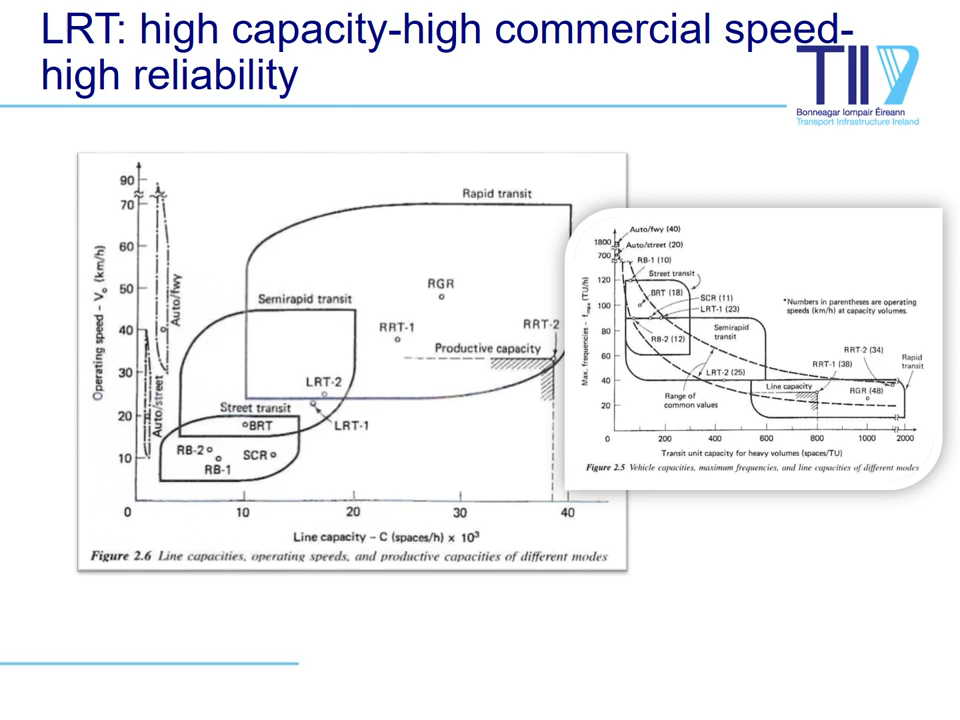 LRT: high capacity-high commercial speed-
high reliability
TII
Bonneagar Iompair Éireann
Transport Infrastructure Ireland
90
70
60
50
40
30
20
10
0
10
20
30
40
Operating speed – Vo (km/h)
Auto/street
Auto/fwy
Rapid transit
RGR
Semirapid transit
RRT-1
RRT-2
Productive capacity
LRT-2
Street transit
BRT
LRT-1
RB-2
SCR
RB-1
Line capacity – C (spaces/h) x 10³
Figure 2.6 Line capacities, operating speeds, and productive capacities of different modes
Auto/fwy (40)
1800
Auto/street (20)
700
RB-1 (10)
Street transit
120
BRT (18)
SCR (11)
100
LRT-1 (23)
*Numbers in parentheses are operating
speeds (km/h) at capacity volumes.
80
Semirapid
transit
RB-2 (12)
60
RRT-2 (34)
Rapid
transit
RRT-1 (38)
LRT-2 (25)
40
Line capacity
RGR (48)
Range of
common values
20
Max. frequencies – fmax (TU/h)
0
200
400
600
800
1000
2000
Transit unit capacity for heavy volumes (spaces/TU)
Figure 2.5 Vehicle capacities, maximum frequencies, and line capacities of different modes